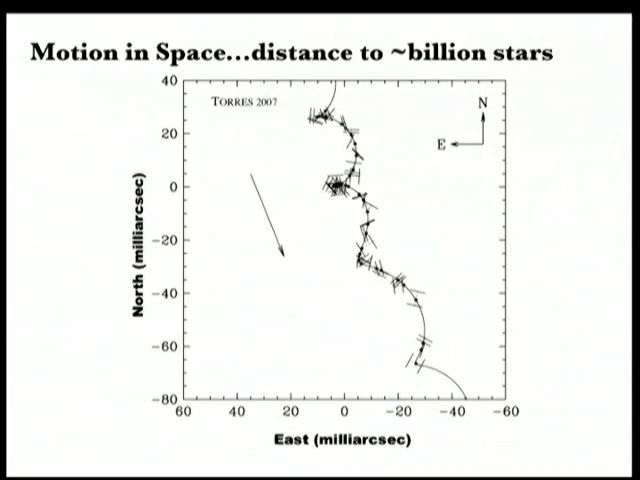 Motion in Space...distance to ~billion stars
TORRES 2007
N
E
40
20
0
−20
−40
−60
−80
North (milliarcsec)
60
40
20
0
−20
−40
−60
East (milliarcsec)